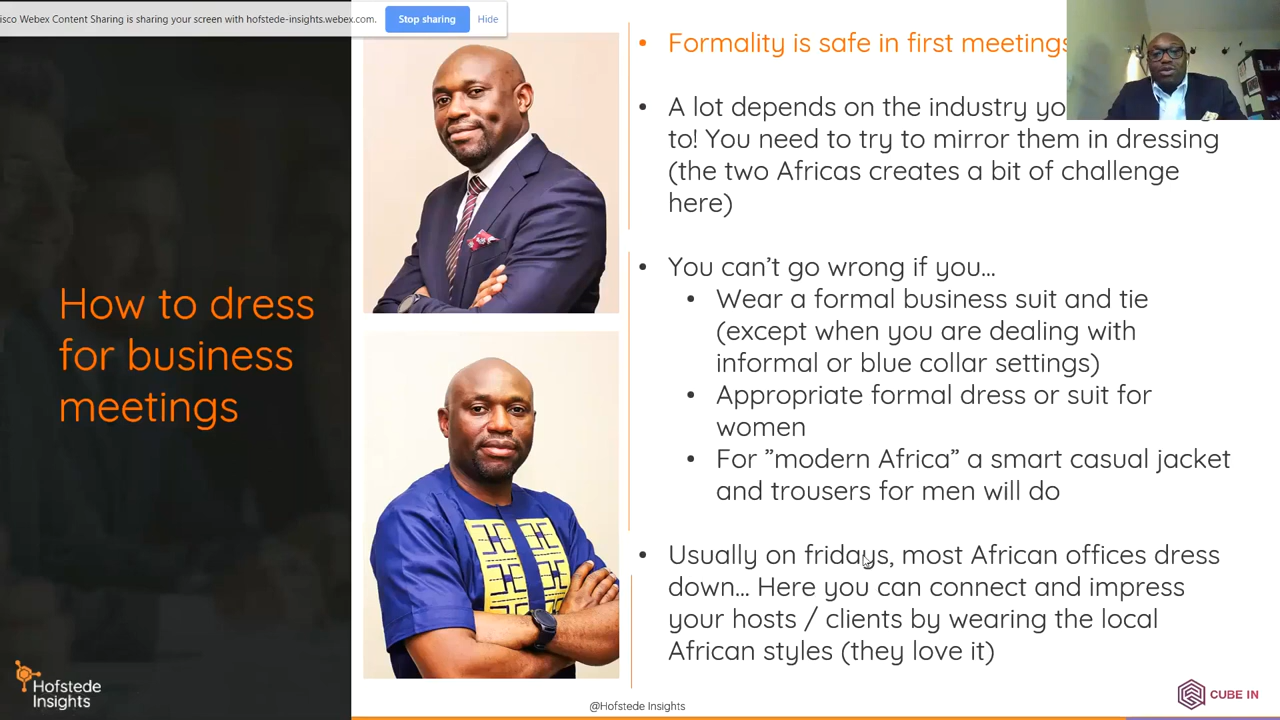 isco Webex Content Sharing is sharing your screen with hofstede-insights.webex.com.
Stop sharing
Hide
How to dress
for business
meetings
• Formality is safe in first meetings
• A lot depends on the industry yo
to! You need to try to mirror them in dressing
(the two Africas creates a bit of challenge
here)
• You can't go wrong if you...
• Wear a formal business suit and tie
(except when you are dealing with
informal or blue collar settings)
• Appropriate formal dress or suit for
women
• For ”modern Africa” a smart casual jacket
and trousers for men will do
• Usually on fridays, most African offices dress
down... Here you can connect and impress
your hosts / clients by wearing the local
African styles (they love it)
Hofstede
Insights
@Hofstede Insights
CUBE IN